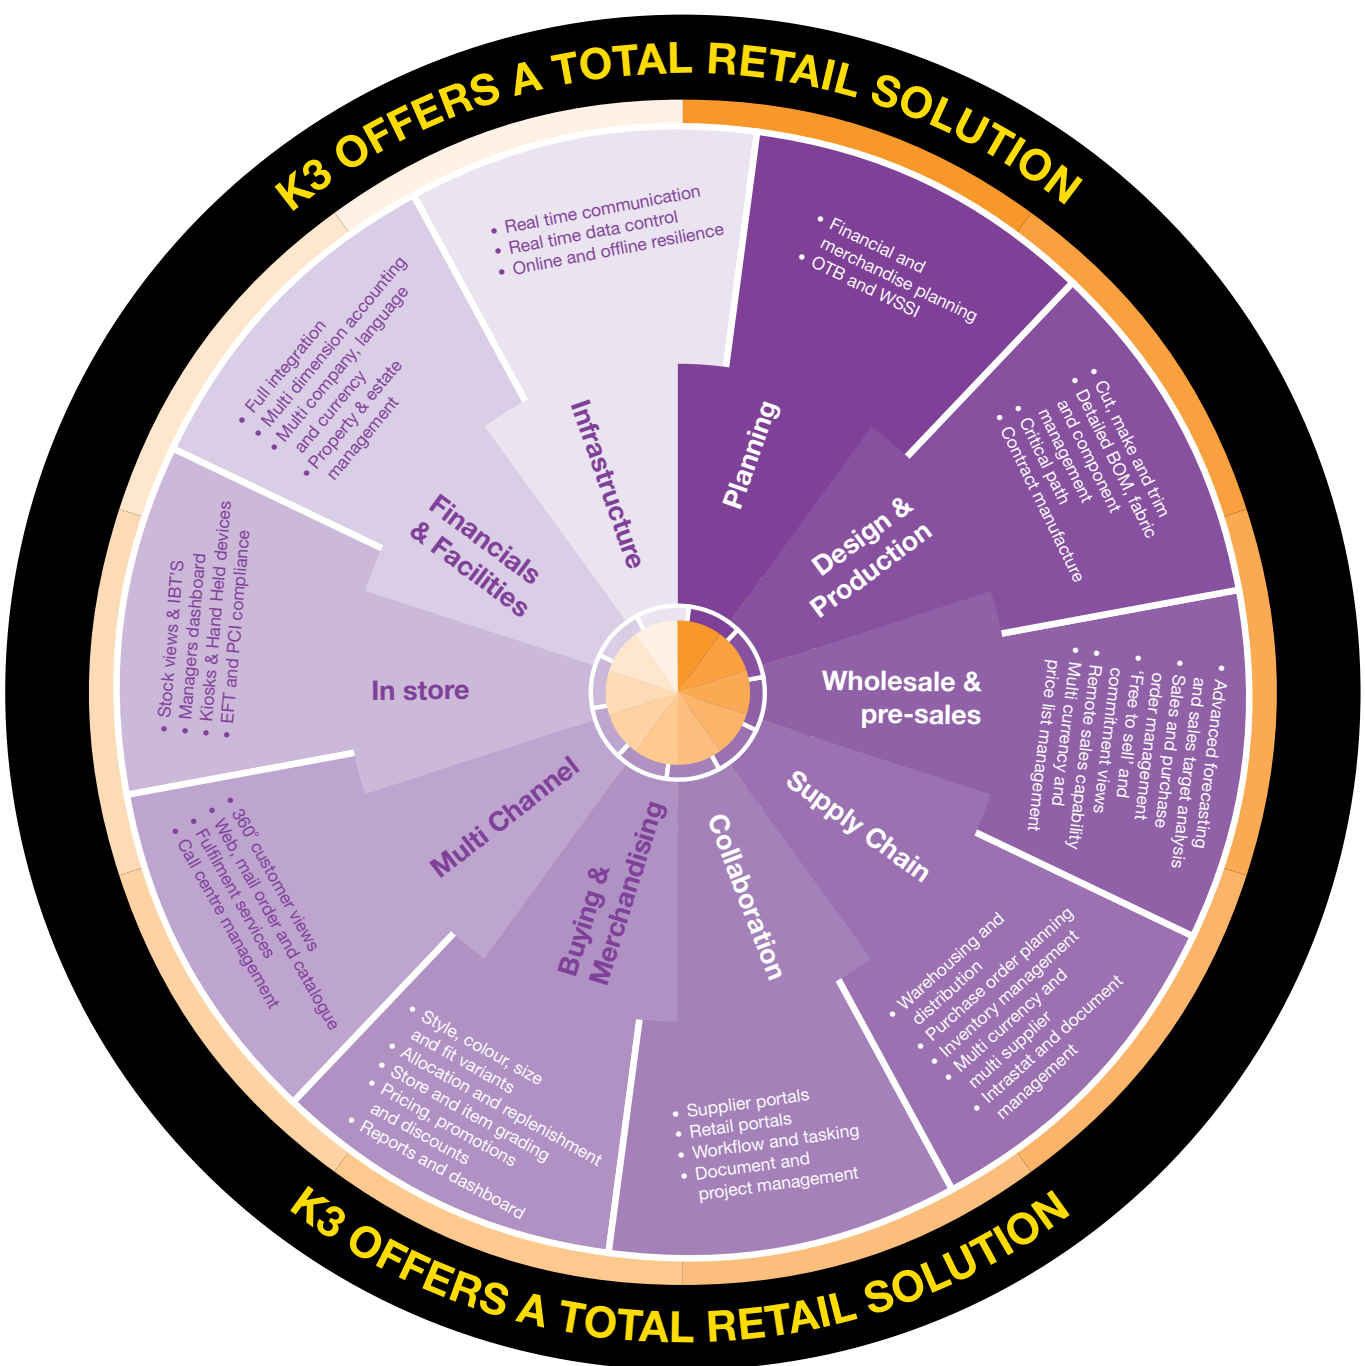 K3 OFFERS A TOTAL RETAIL SOLUTION
Planning
• Financial and
merchandise planning
• OTB and WSSI
Design &
Production
• Cut, make and trim
• Detailed BOM, fabric
and component
management
• Critical path
• Contract manufacture
Wholesale &
pre-sales
• Advanced forecasting
and sales target analysis
• Sales and purchase
order management
• 'Free to sell' and
commitment views
• Remote sales capability
• Multi currency and
price list management
Supply Chain
• Warehousing and
distribution
• Purchase order planning
• Inventory management
• Multi currency and
multi supplier
• Intrastat and document
management
Collaboration
• Supplier portals
• Retail portals
• Workflow and tasking
• Document and
project management
Buying &
Merchandising
• Style, colour, size
and fit variants
• Allocation and replenishment
• Store and item grading
• Pricing, promotions
and discounts
• Reports and dashboard
Multi Channel
• 360° customer views
• Web, mail order and catalogue
• Fulfilment services
• Call centre management
In store
• Stock views & IBT'S
• Managers dashboard
• Kiosks & Hand Held devices
• EFT and PCI compliance
Financials
& Facilities
• Full integration
• Multi dimension accounting
• Multi company, language
and currency
• Property & estate
management
Infrastructure
• Real time communication
• Real time data control
• Online and offline resilience
K3 OFFERS A TOTAL RETAIL SOLUTION